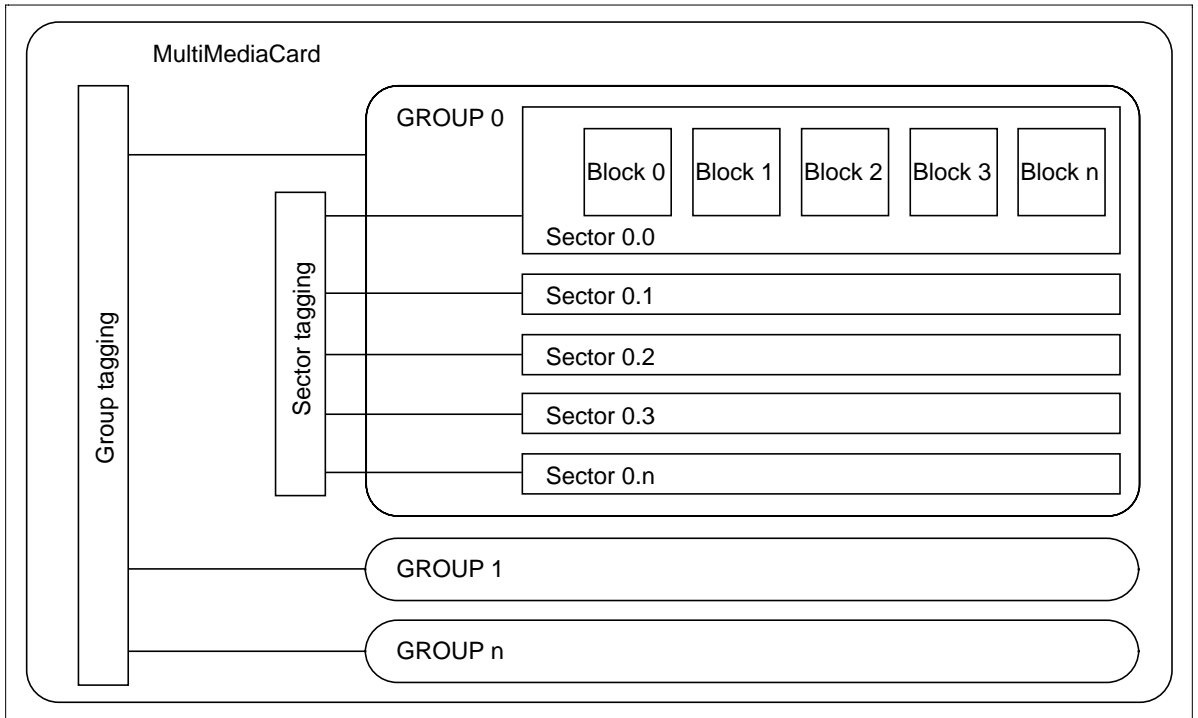 MultiMediaCard
Group tagging
Sector tagging
GROUP 0
Block 0
Block 1
Block 2
Block 3
Block n
Sector 0.0
Sector 0.1
Sector 0.2
Sector 0.3
Sector 0.n
GROUP 1
GROUP n